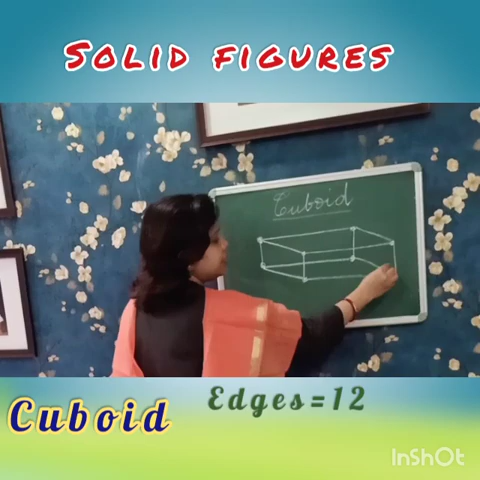 SOLID FIGURES
Cuboid
Edges=12
Cuboid
InShOt